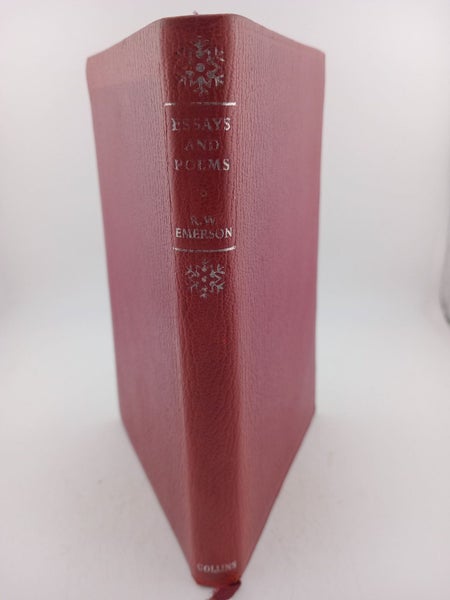 ESSAYS
AND
POEMS
R.W.
EMERSON
COLLINS